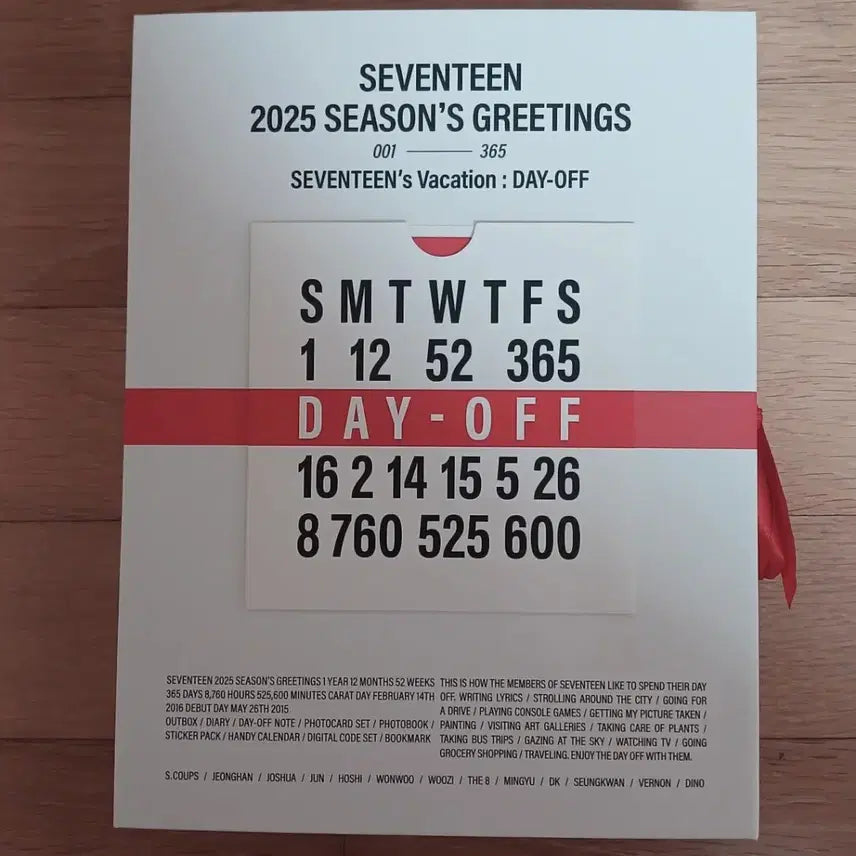 SEVENTEEN
2025 SEASON'S GREETINGS
001 — 365
SEVENTEEN's Vacation : DAY-OFF
S M T W T F S
1 12 52 365
DAY-OFF
16 2 14 15 5 26
8 760 525 600
SEVENTEEN 2025 SEASON'S GREETINGS 1 YEAR 12 MONTHS 52 WEEKS
365 DAYS 8,760 HOURS 525,600 MINUTES CARAT DAY FEBRUARY 14TH
2016 DEBUT DAY MAY 26TH 2015
OUTBOX / DIARY / DAY-OFF NOTE / PHOTOCARD SET / PHOTOBOOK /
STICKER PACK / HANDY CALENDAR / DIGITAL CODE SET / BOOKMARK
THIS IS HOW THE MEMBERS OF SEVENTEEN LIKE TO SPEND THEIR DAY
OFF. WRITING LYRICS / STROLLING AROUND THE CITY / GOING FOR
A DRIVE / PLAYING CONSOLE GAMES / GETTING MY PICTURE TAKEN /
PAINTING / VISITING ART GALLERIES / TAKING CARE OF PLANTS /
TAKING BUS TRIPS / GAZING AT THE SKY / WATCHING TV / GOING
GROCERY SHOPPING / TRAVELING. ENJOY THE DAY OFF WITH THEM.
S.COUPS / JEONGHAN / JOSHUA / JUN / HOSHI / WONWOO / WOOZI / THE 8 / MINGYU / DK / SEUNGKWAN / VERNON / DINO